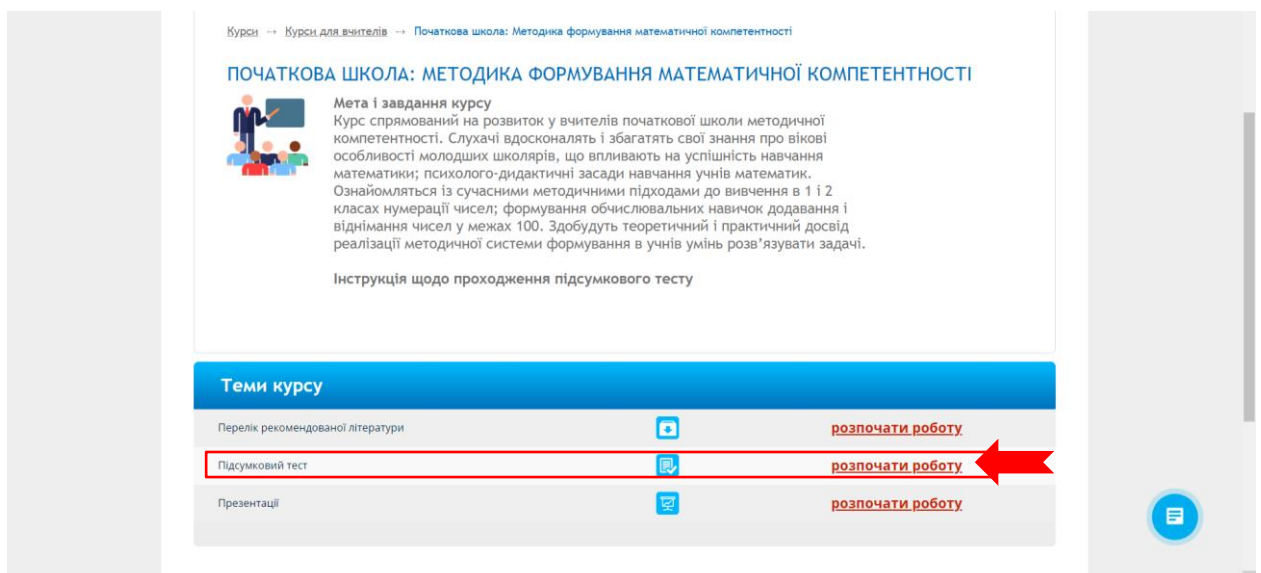 Курси → Курси для вчителів → Початкова школа: Методика формування математичної компетентності
ПОЧАТКОВА ШКОЛА: МЕТОДИКА ФОРМУВАННЯ МАТЕМАТИЧНОЇ КОМПЕТЕНТНОСТІ
Мета і завдання курсу
Курс спрямований на розвиток у вчителів початкової школи методичної
компетентності. Слухачі вдосконалять і збагатять свої знання про вікові
особливості молодших школярів, що впливають на успішність навчання
математики; психолого-дидактичні засади навчання учнів математик.
Ознайомляться із сучасними методичними підходами до вивчення в 1 і 2
класах нумерації чисел; формування обчислювальних навичок додавання і
віднімання чисел у межах 100. Здобудуть теоретичний і практичний досвід
реалізації методичної системи формування в учнів умінь розв’язувати задачі.
Інструкція щодо проходження підсумкового тесту
Теми курсу
Перелік рекомендованої літератури розпочати роботу
Підсумковий тест розпочати роботу
Презентації розпочати роботу